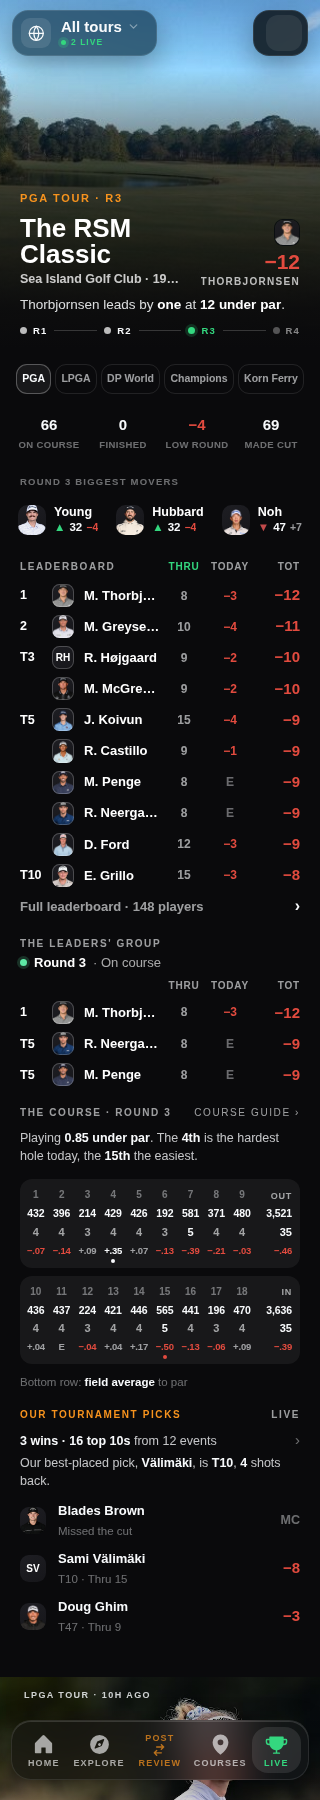 All tours
2 LIVE
PGA TOUR · R3
The RSM
Classic
Sea Island Golf Club · 19...
−12
THORBJORNSEN
Thorbjornsen leads by one at 12 under par.
R1 R2 R3 R4
PGA LPGA DP World Champions Korn Ferry
66 0 −4 69
ON COURSE FINISHED LOW ROUND MADE CUT
ROUND 3 BIGGEST MOVERS
Young Hubbard Noh
▲ 32 −4 ▲ 32 −4 ▼ 47 +7
LEADERBOARD THRU TODAY TOT
1 M. Thorbj... 8 −3 −12
2 M. Greyse... 10 −4 −11
T3 RH R. Højgaard 9 −2 −10
M. McGre... 9 −2 −10
T5 J. Koivun 15 −4 −9
R. Castillo 9 −1 −9
M. Penge 8 E −9
R. Neerga... 8 E −9
D. Ford 12 −3 −9
T10 E. Grillo 15 −3 −8
Full leaderboard · 148 players ›
THE LEADERS' GROUP
Round 3 · On course
THRU TODAY TOT
1 M. Thorbj... 8 −3 −12
T5 R. Neerga... 8 E −9
T5 M. Penge 8 E −9
THE COURSE · ROUND 3 COURSE GUIDE ›
Playing 0.85 under par. The 4th is the hardest
hole today, the 15th the easiest.
1 2 3 4 5 6 7 8 9 OUT
432 396 214 429 426 192 581 371 480 3,521
4 4 3 4 4 3 5 4 4 35
−.07 −.14 +.09 +.35 +.07 −.13 −.39 −.21 −.03 −.46
10 11 12 13 14 15 16 17 18 IN
436 437 224 421 446 565 441 196 470 3,636
4 4 3 4 4 5 4 3 4 35
+.04 E −.04 +.04 +.17 −.50 −.13 −.06 +.09 −.39
Bottom row: field average to par
OUR TOURNAMENT PICKS LIVE
3 wins · 16 top 10s from 12 events ›
Our best-placed pick, Välimäki, is T10, 4 shots
back.
Blades Brown MC
Missed the cut
SV Sami Välimäki −8
T10 · Thru 15
Doug Ghim −3
T47 · Thru 9
LPGA TOUR · 10H AGO
HOME EXPLORE POST REVIEW COURSES LIVE